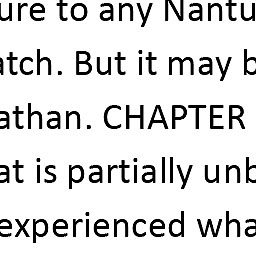 ure to any Nantu
atch. But it may b
athan. CHAPTER
at is partially unb
experienced wha